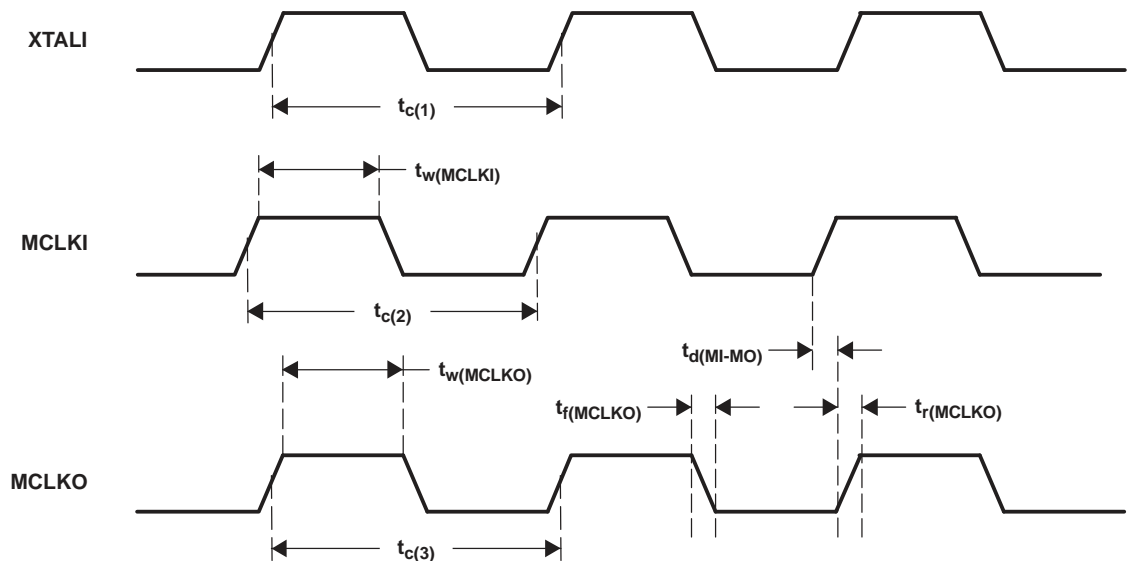 XTALI
tc(1)
tw(MCLKI)
MCLKI
tc(2)
td(MI-MO)
tw(MCLKO)
tf(MCLKO)
tr(MCLKO)
MCLKO
tc(3)